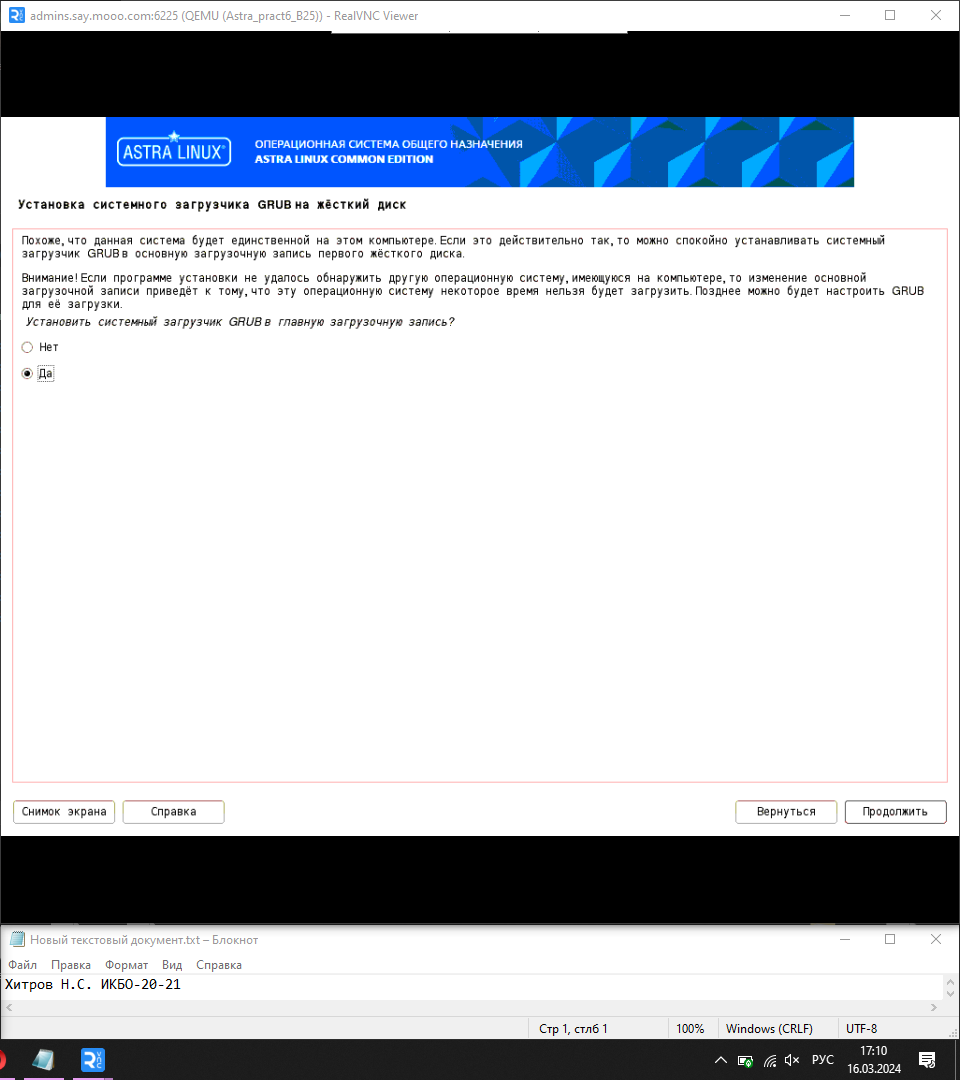 admins.say.mooo.com:6225 (QEMU (Astra_pract6_B25)) - RealVNC Viewer
ASTRA LINUX®
ОПЕРАЦИОННАЯ СИСТЕМА ОБЩЕГО НАЗНАЧЕНИЯ
ASTRA LINUX COMMON EDITION
Установка системного загрузчика GRUB на жёсткий диск
Похоже, что данная система будет единственной на этом компьютере. Если это действительно так, то можно спокойно устанавливать системный
загрузчик GRUB в основную загрузочную запись первого жёсткого диска.
Внимание! Если программе установки не удалось обнаружить другую операционную систему, имеющуюся на компьютере, то изменение основной
загрузочной записи приведёт к тому, что эту операционную систему некоторое время нельзя будет загрузить. Позднее можно будет настроить GRUB
для её загрузки.
Установить системный загрузчик GRUB в главную загрузочную запись?
Нет
Да
Снимок экрана
Справка
Вернуться
Продолжить
Новый текстовый документ.txt – Блокнот
Файл Правка Формат Вид Справка
Хитров Н.С. ИКБО-20-21
Стр 1, стлб 1
100%
Windows (CRLF)
UTF-8
РУС
17:10
16.03.2024